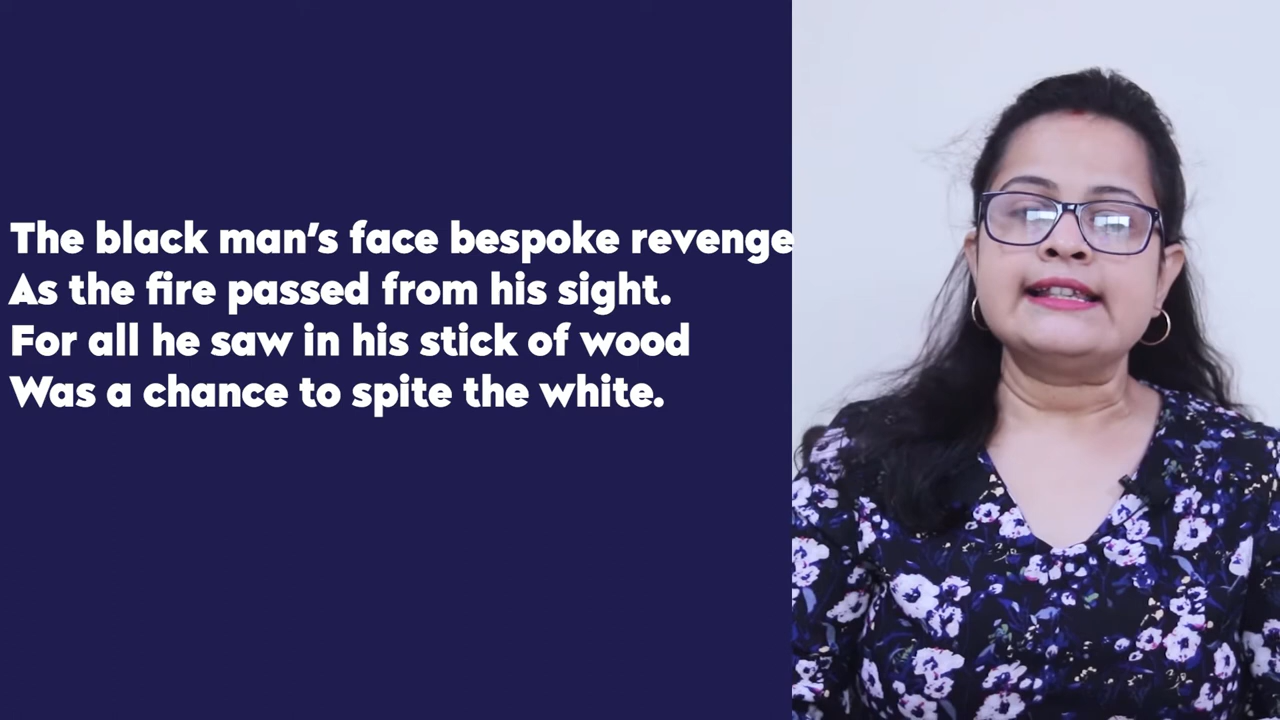 The black man's face bespoke revenge
As the fire passed from his sight.
For all he saw in his stick of wood
Was a chance to spite the white.